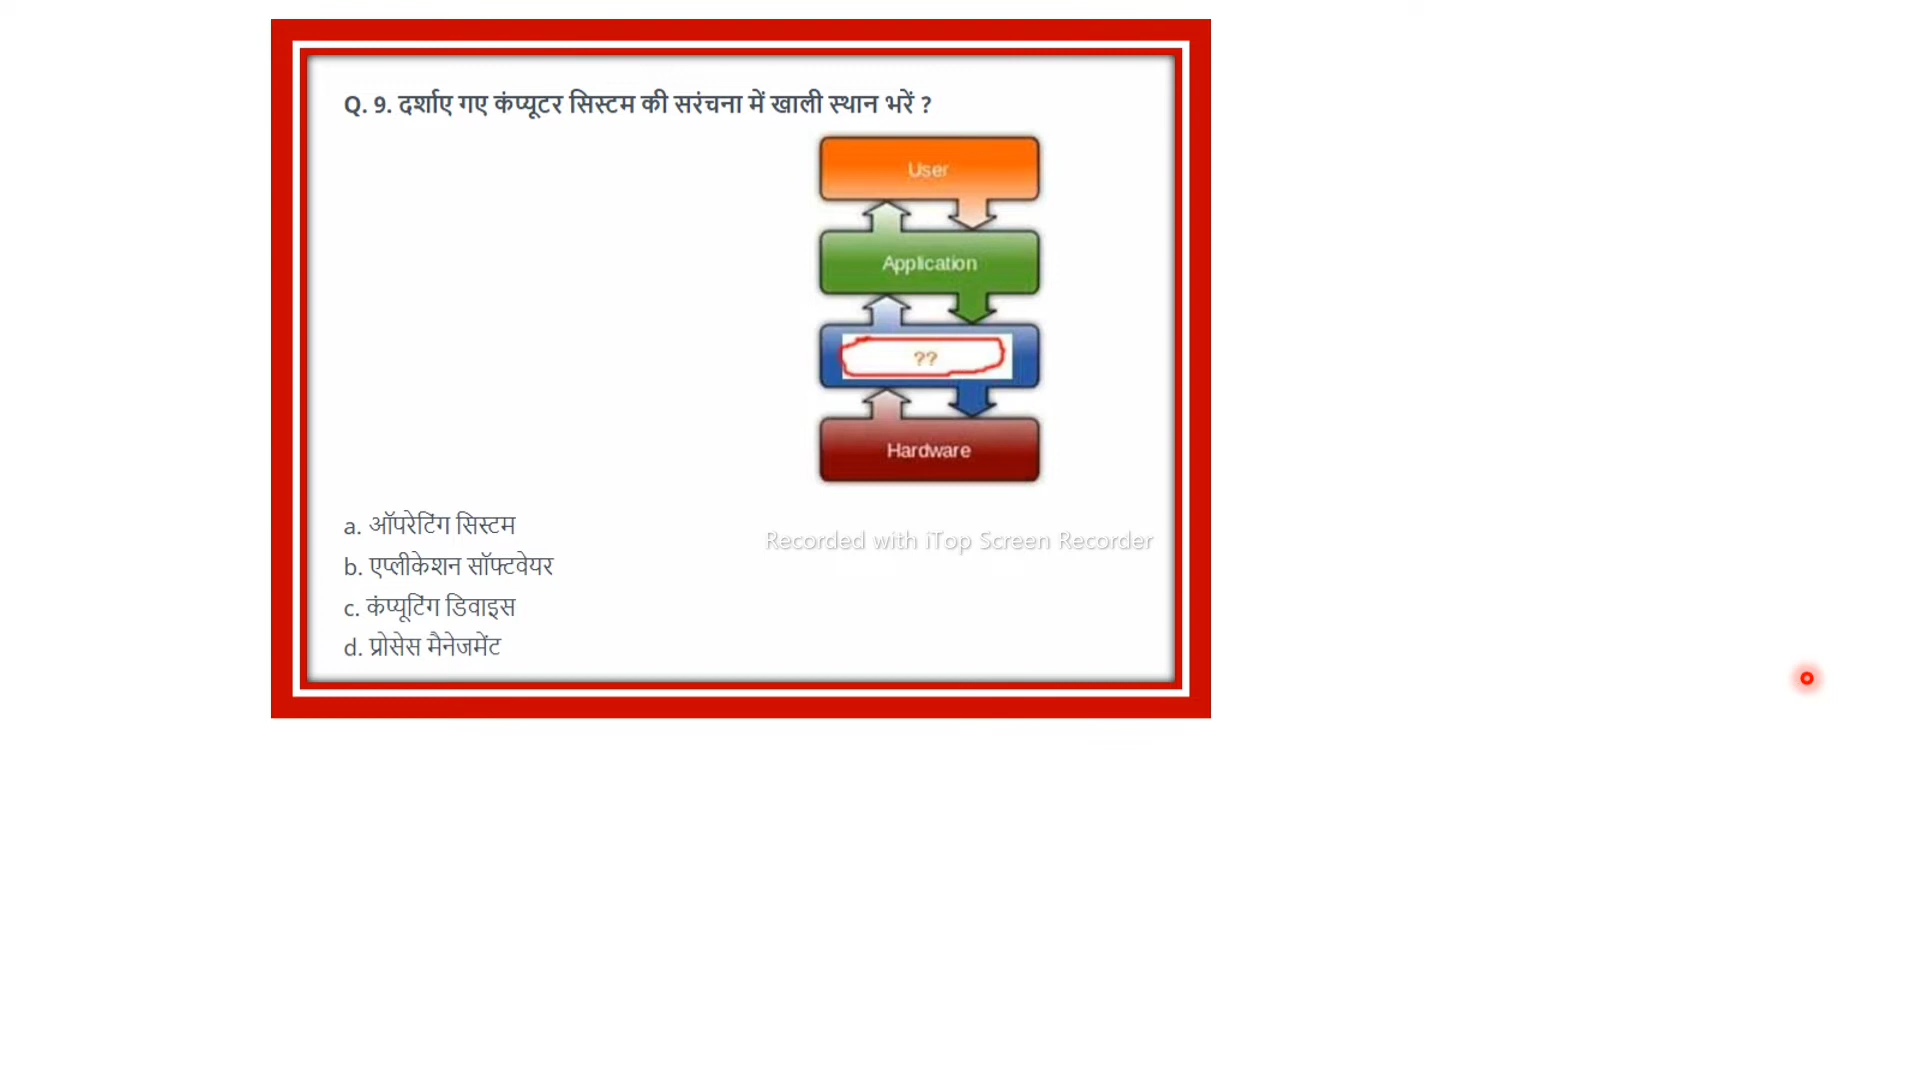 Q. 9. दर्शाए गए कंप्यूटर सिस्टम की सरंचना में खाली स्थान भरें ?
User
Application
??
Hardware
a. ऑपरेटिंग सिस्टम
Recorded with iTop Screen Recorder
b. एप्लीकेशन सॉफ्टवेयर
c. कंप्यूटिंग डिवाइस
d. प्रोसेस मैनेजमेंट